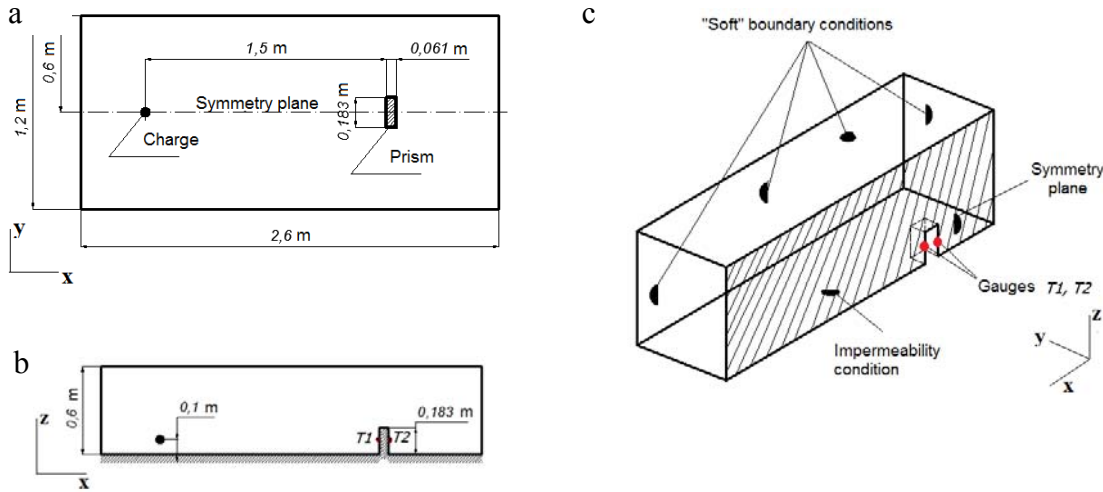 a
1,5 m
0,061 m
0,6 m
1,2 m
Symmetry plane
0,183 m
Charge
Prism
2,6 m
y
x
b
z
x
0,6 m
0,1 m
T1
T2
0,183 m
c
"Soft" boundary conditions
Symmetry
plane
Gauges T1, T2
Impermeability
condition
z
y
x